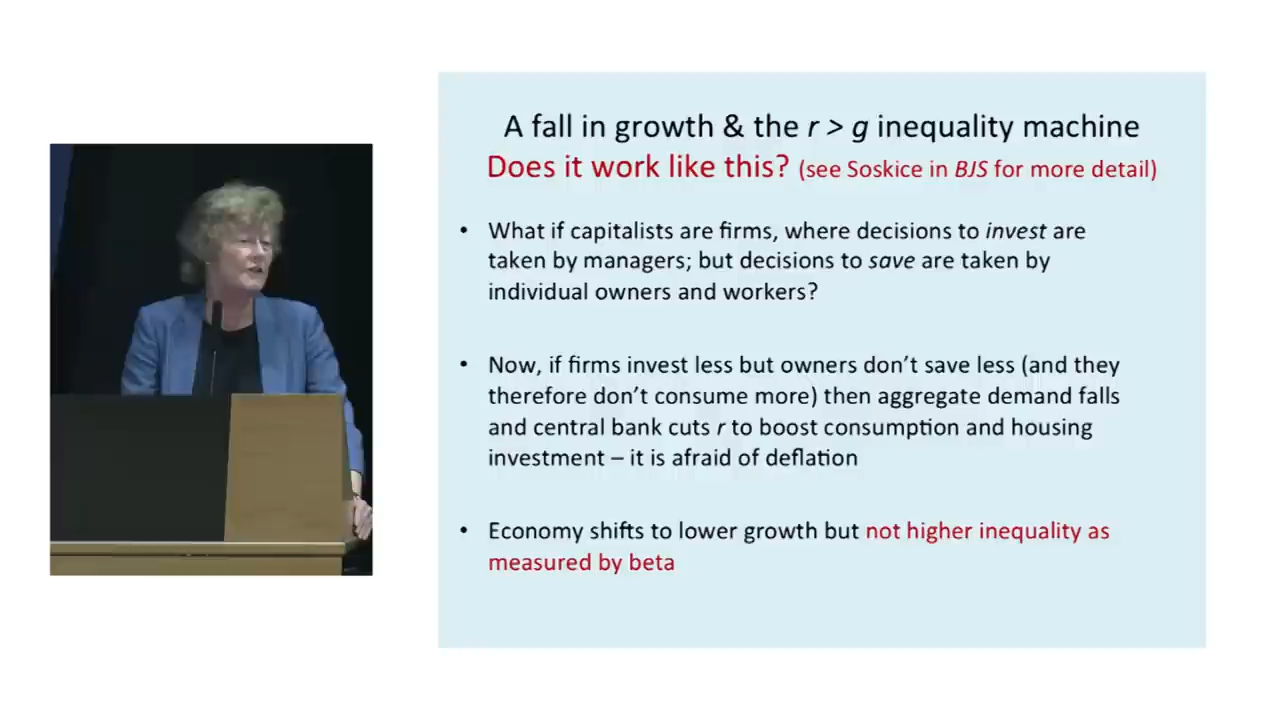 A fall in growth & the r > g inequality machine
Does it work like this? (see Soskice in BJS for more detail)
• What if capitalists are firms, where decisions to invest are
taken by managers; but decisions to save are taken by
individual owners and workers?
• Now, if firms invest less but owners don’t save less (and they
therefore don’t consume more) then aggregate demand falls
and central bank cuts r to boost consumption and housing
investment – it is afraid of deflation
• Economy shifts to lower growth but not higher inequality as
measured by beta